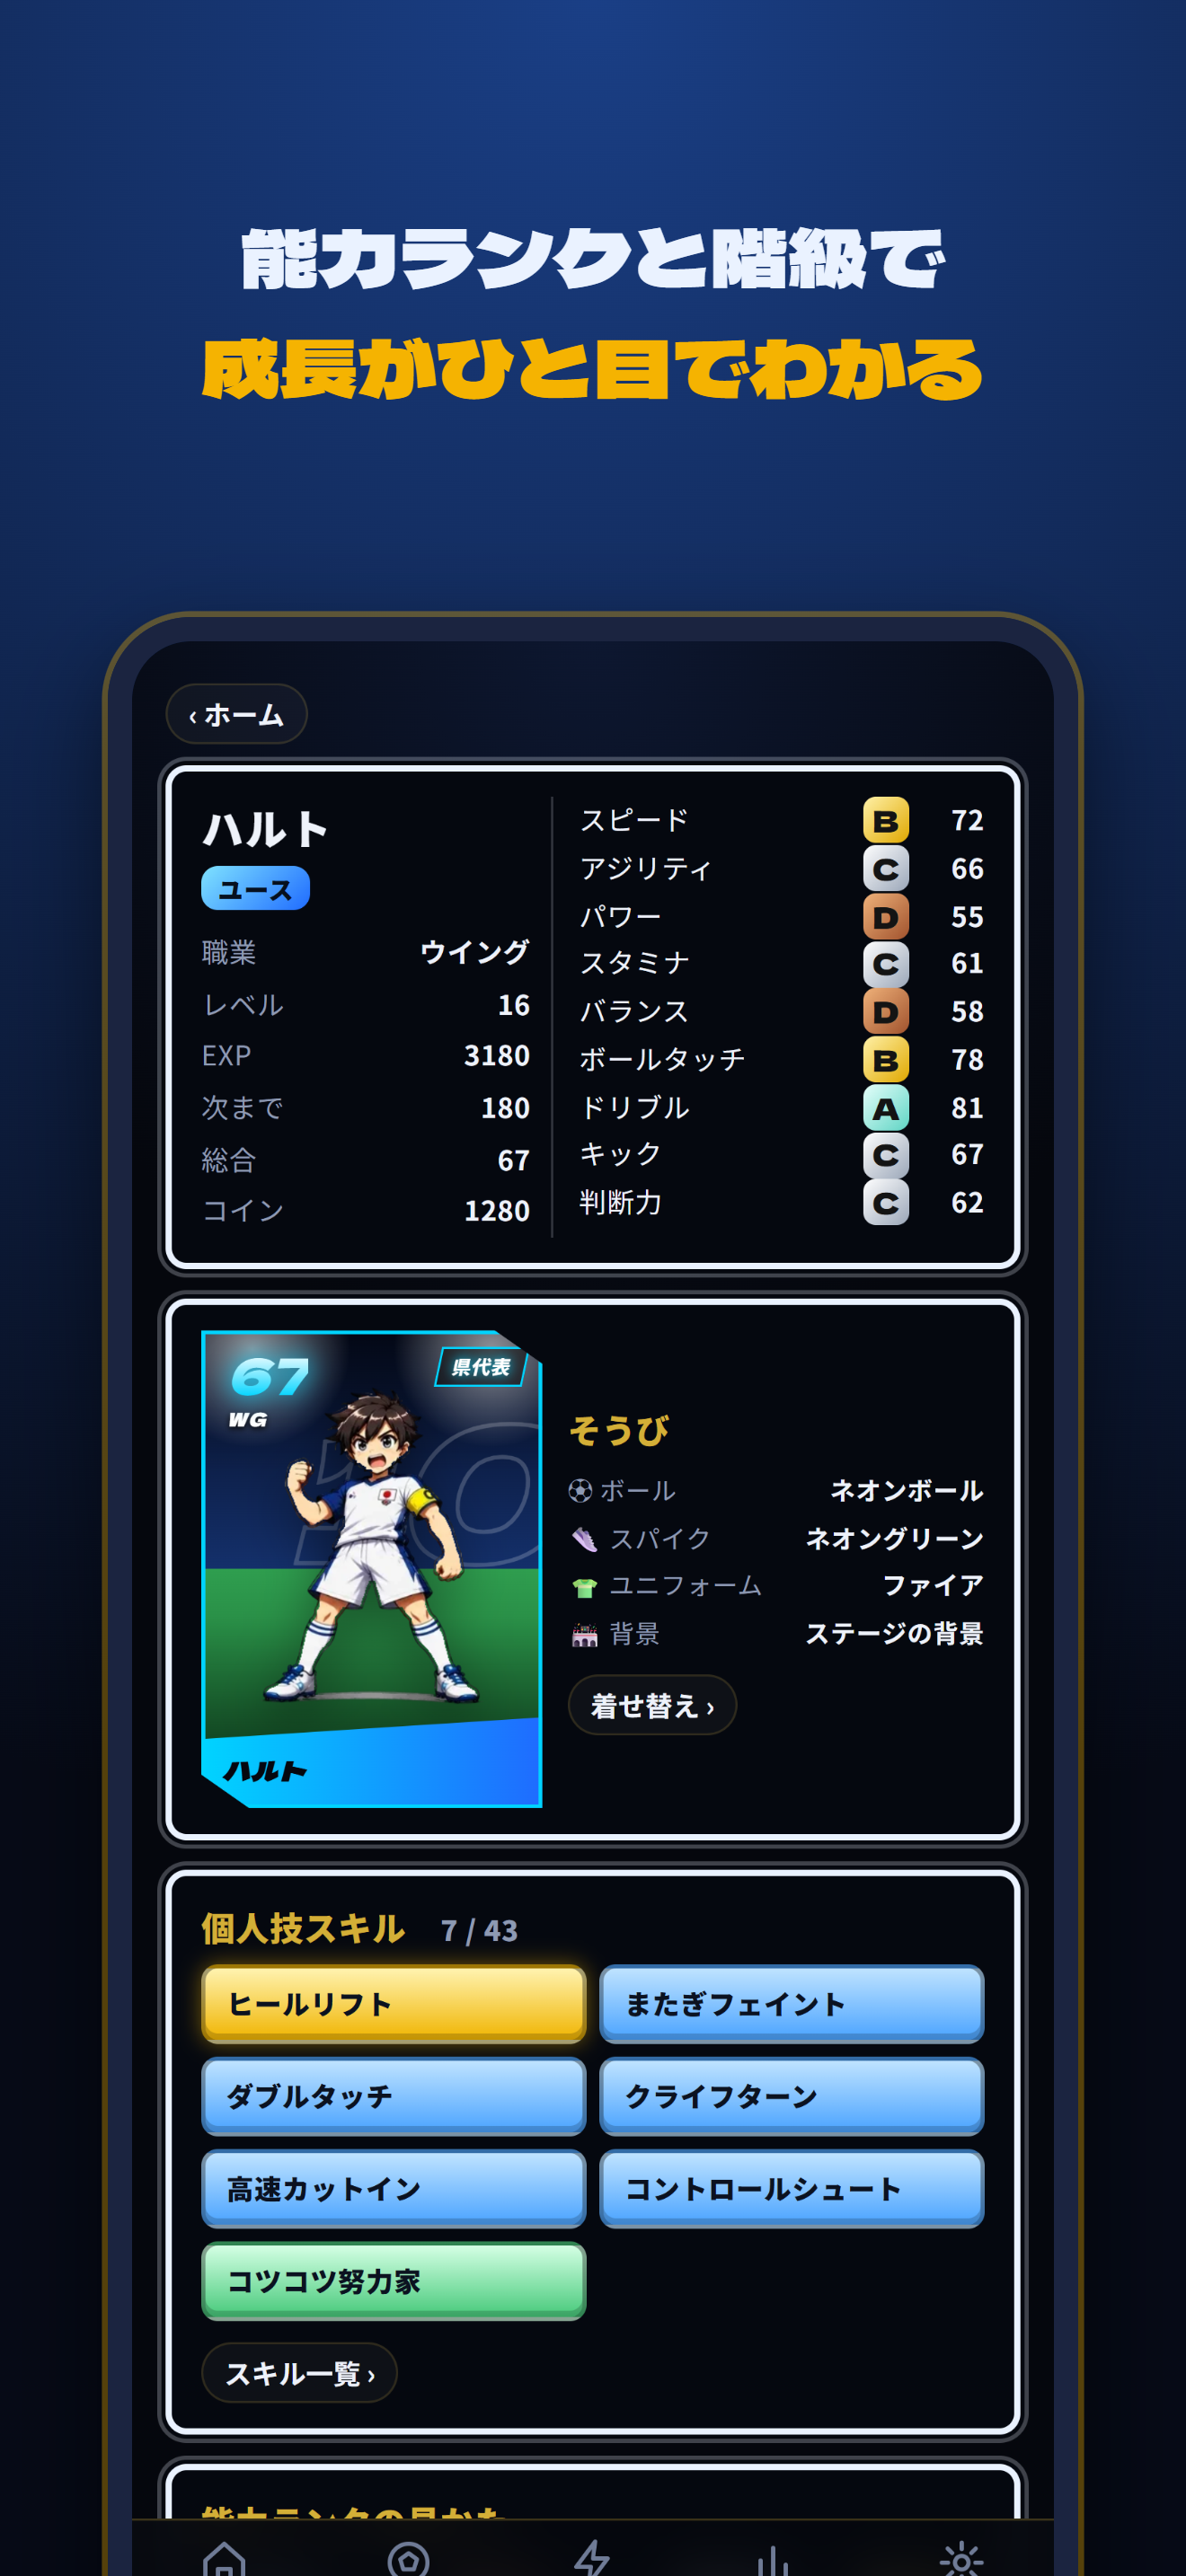 能力ランクと階級で
成長がひと目でわかる
‹ ホーム
ハルト
ユース
職業 ウイング
レベル 16
EXP 3180
次まで 180
総合 67
コイン 1280
スピード B 72
アジリティ C 66
パワー D 55
スタミナ C 61
バランス D 58
ボールタッチ B 78
ドリブル A 81
キック C 67
判断力 C 62
67
県代表
WG
10
ハルト
そうび
ボール ネオンボール
スパイク ネオングリーン
ユニフォーム ファイア
背景 ステージの背景
着せ替え ›
個人技スキル 7 / 43
ヒールリフト
またぎフェイント
ダブルタッチ
クライフターン
高速カットイン
コントロールシュート
コツコツ努力家
スキル一覧 ›
能力ランクの見かた